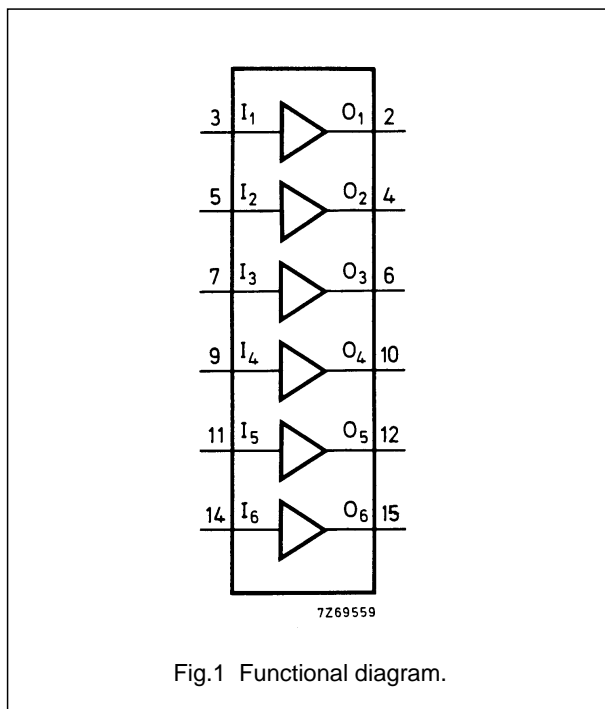 3 I₁ O₁ 2
5 I₂ O₂ 4
7 I₃ O₃ 6
9 I₄ O₄ 10
11 I₅ O₅ 12
14 I₆ O₆ 15
7Z69559
Fig.1 Functional diagram.